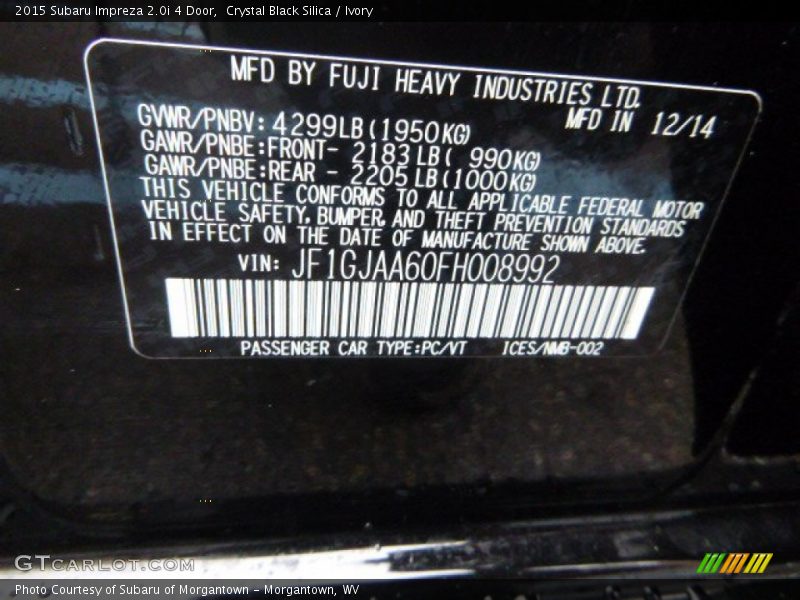 2015 Subaru Impreza 2.0i 4 Door,  Crystal Black Silica / Ivory
MFD BY FUJI HEAVY INDUSTRIES LTD.
MFD IN 12/14
GVWR/PNBV: 4299LB(1950KG)
GAWR/PNBE:FRONT- 2183LB( 990KG)
GAWR/PNBE:REAR - 2205LB(1000KG)
THIS VEHICLE CONFORMS TO ALL APPLICABLE FEDERAL MOTOR
VEHICLE SAFETY, BUMPER, AND THEFT PREVENTION STANDARDS
IN EFFECT ON THE DATE OF MANUFACTURE SHOWN ABOVE.
VIN: JF1GJAA60FH008992
PASSENGER CAR TYPE:PC/VT ICES/NMB-002
GTCARLOT.COM
Photo Courtesy of Subaru of Morgantown - Morgantown, WV